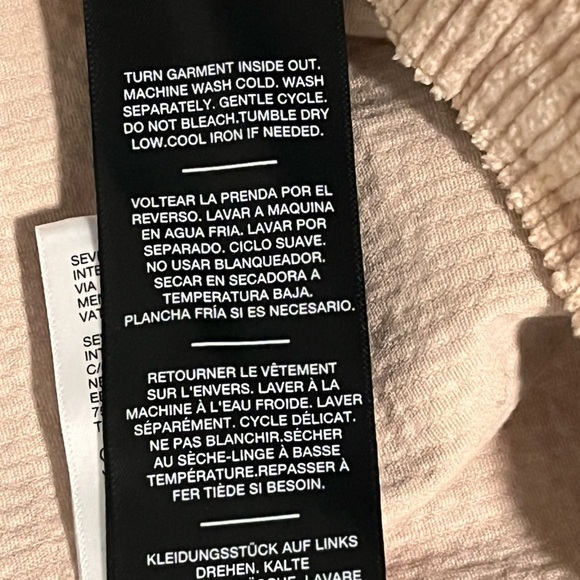 TURN GARMENT INSIDE OUT.
MACHINE WASH COLD. WASH
SEPARATELY. GENTLE CYCLE.
DO NOT BLEACH.TUMBLE DRY
LOW.COOL IRON IF NEEDED.
VOLTEAR LA PRENDA POR EL
REVERSO. LAVAR A MAQUINA
EN AGUA FRIA. LAVAR POR
SEPARADO. CICLO SUAVE.
NO USAR BLANQUEADOR.
SECAR EN SECADORA A
TEMPERATURA BAJA.
PLANCHA FRÍA SI ES NECESARIO.
RETOURNER LE VÊTEMENT
SUR L'ENVERS. LAVER À LA
MACHINE À L'EAU FROIDE. LAVER
SÉPARÉMENT. CYCLE DÉLICAT.
NE PAS BLANCHIR.SÉCHER
AU SÈCHE-LINGE À BASSE
TEMPÉRATURE.REPASSER À
FER TIÈDE SI BESOIN.
KLEIDUNGSSTÜCK AUF LINKS
DREHEN. KALTE
VIA